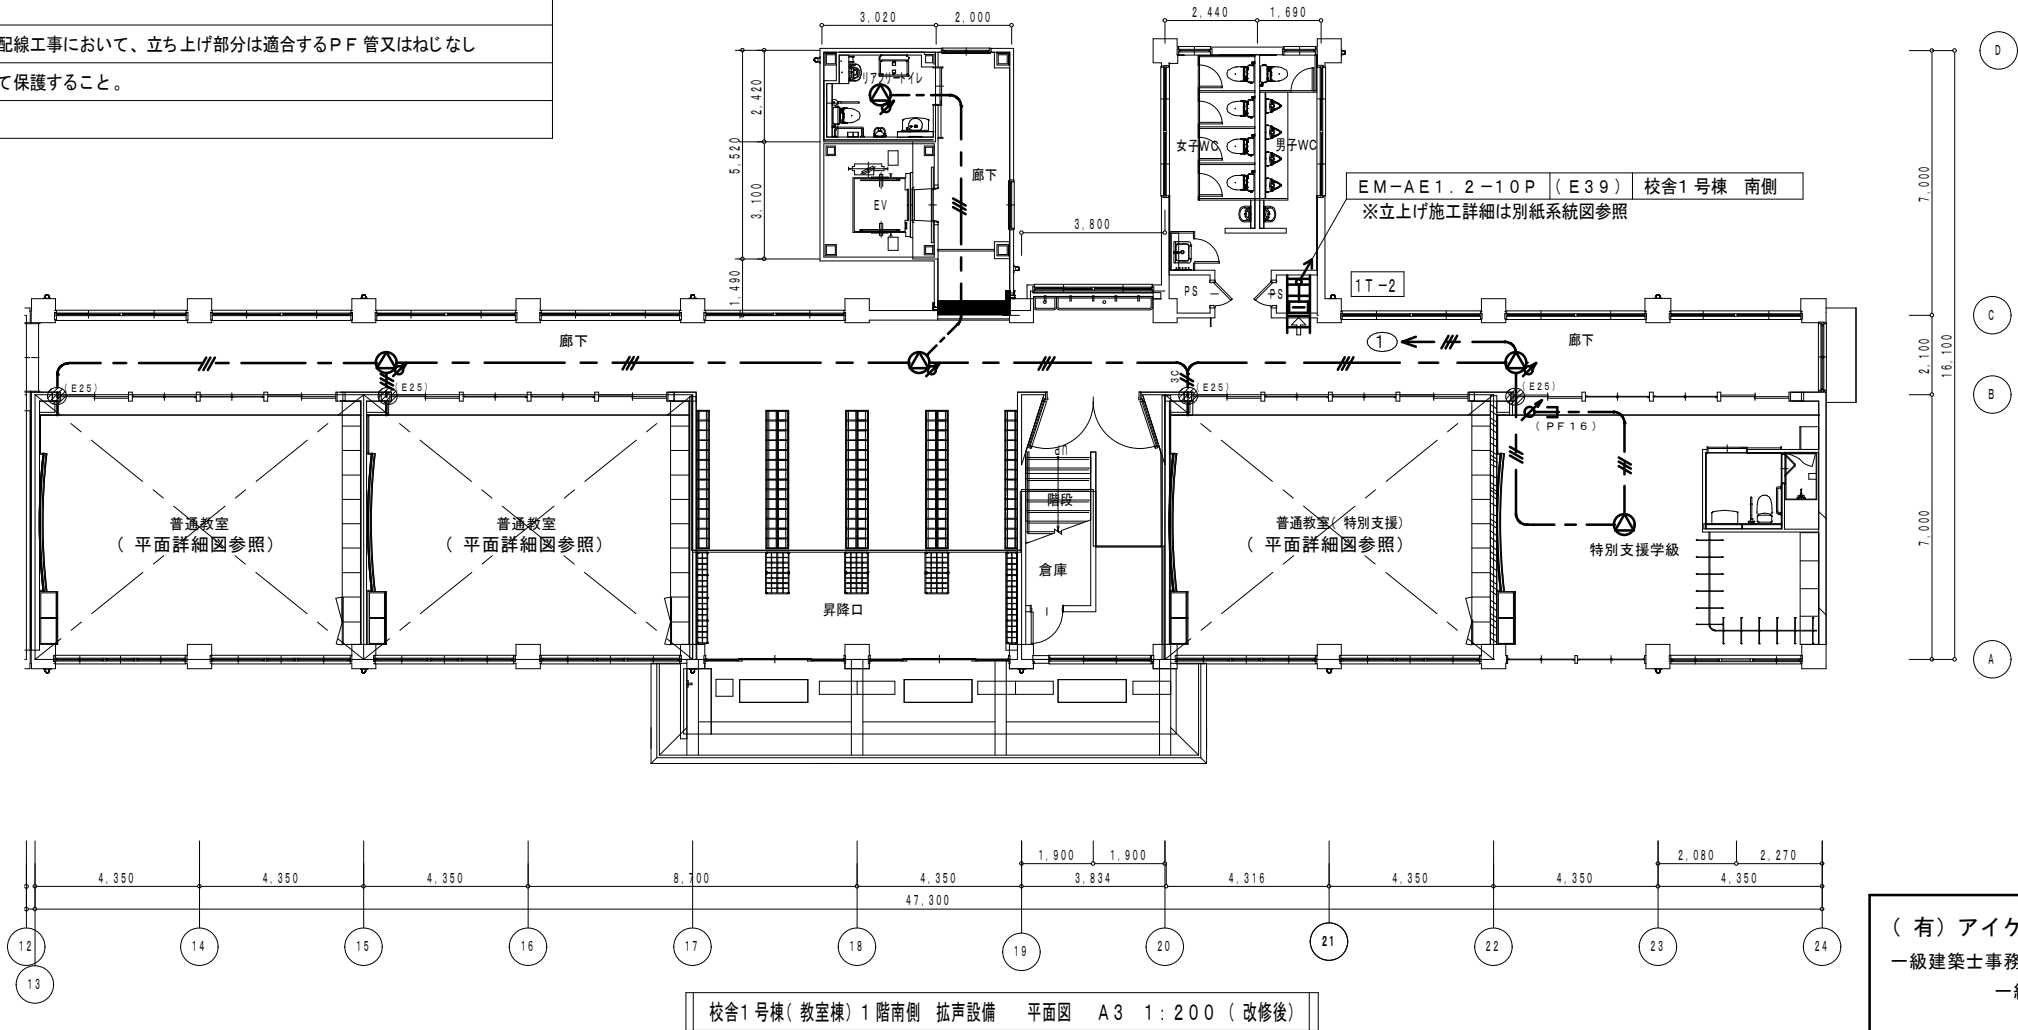 配線工事において、立ち上げ部分は適合するＰＦ管又はねじなし
て保護すること。
3,020
2,000
2,440
1,690
D
リアフリートイレ
2,420
5,520
3,100
1,490
EV
廊下
女子WC
男子WC
EM-AE1.2-10P
(E39)
校舎1号棟　南側
※立上げ施工詳細は別紙系統図参照
3,800
PS
PS
1T-2
7,000
C
廊下
1
廊下
2,100
16,100
(E25)
(E25)
3C
(E25)
(E25)
B
(PF16)
UP
階段
普通教室
(平面詳細図参照)
普通教室
(平面詳細図参照)
普通教室(特別支援)
(平面詳細図参照)
特別支援学級
7,000
倉庫
昇降口
A
1,900
1,900
2,080
2,270
4,350
4,350
4,350
8,700
4,350
3,834
4,316
4,350
4,350
4,350
47,300
12
13
14
15
16
17
18
19
20
21
22
23
24
(有)アイケ
一級建築士事務
一級
校舎1号棟(教室棟)1階南側　拡声設備　平面図　A3　1:200 (改修後)